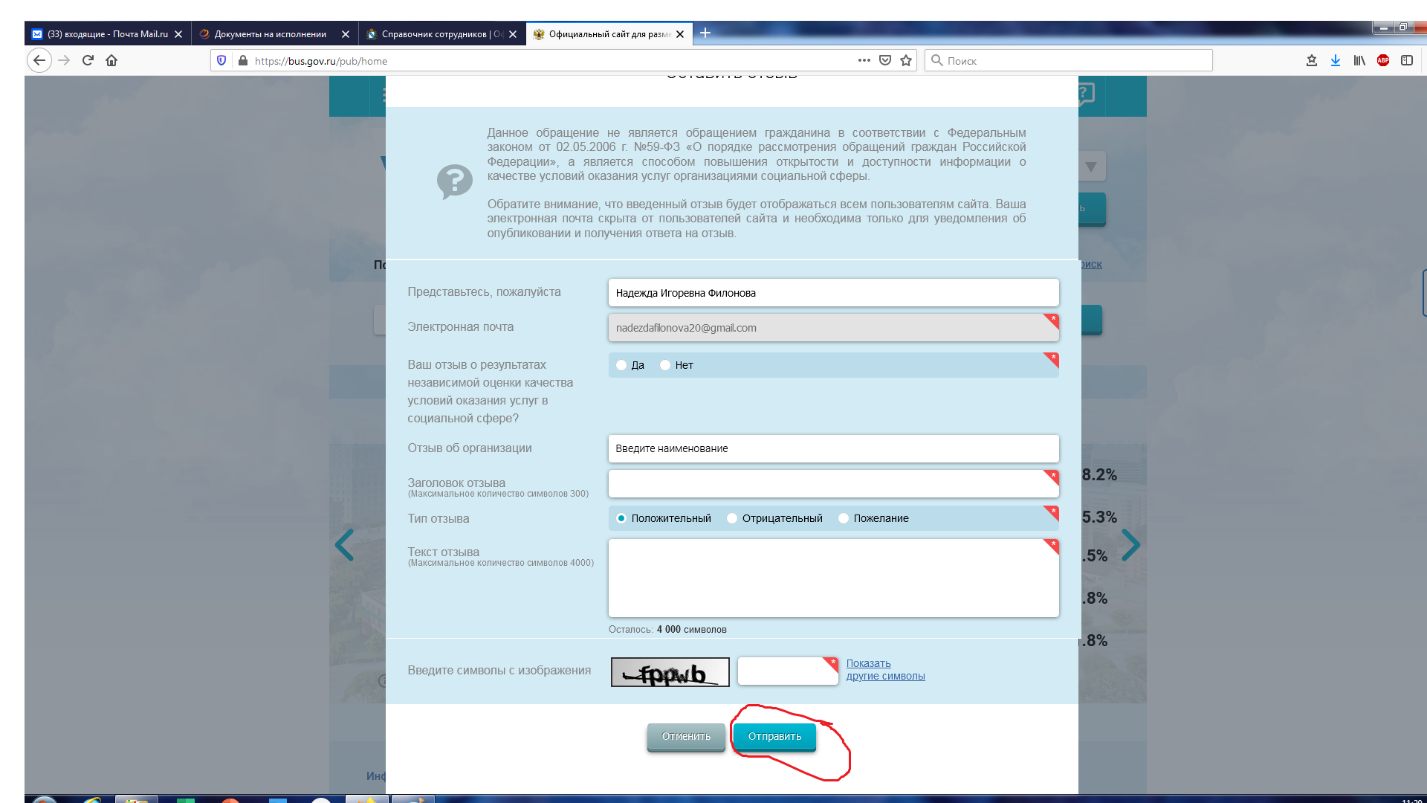 (33) входящие - Почта Mail.ru
Документы на исполнении
Справочник сотрудников | Оф
Официальный сайт для разме
https://bus.gov.ru/pub/home
Поиск
Данное обращение не является обращением гражданина в соответствии с Федеральным
законом от 02.05.2006 г. №59-ФЗ «О порядке рассмотрения обращений граждан Российской
Федерации», а является способом повышения открытости и доступности информации о
качестве условий оказания услуг организациями социальной сферы.
Обратите внимание, что введенный отзыв будет отображаться всем пользователям сайта. Ваша
электронная почта скрыта от пользователей сайта и необходима только для уведомления об
опубликовании и получения ответа на отзыв.
Представьтесь, пожалуйста
Надежда Игоревна Филонова
Электронная почта
nadezdafilonova20@gmail.com
Ваш отзыв о результатах
независимой оценки качества
условий оказания услуг в
социальной сфере?
Да Нет
Отзыв об организации
Введите наименование
Заголовок отзыва
(Максимальное количество символов 300)
8.2%
Тип отзыва
Положительный Отрицательный Пожелание
5.3%
Текст отзыва
(Максимальное количество символов 4000)
.5%
.8%
Осталось: 4 000 символов
.8%
Введите символы с изображения
fppwb
Показать
другие символы
Отменить Отправить
11:20